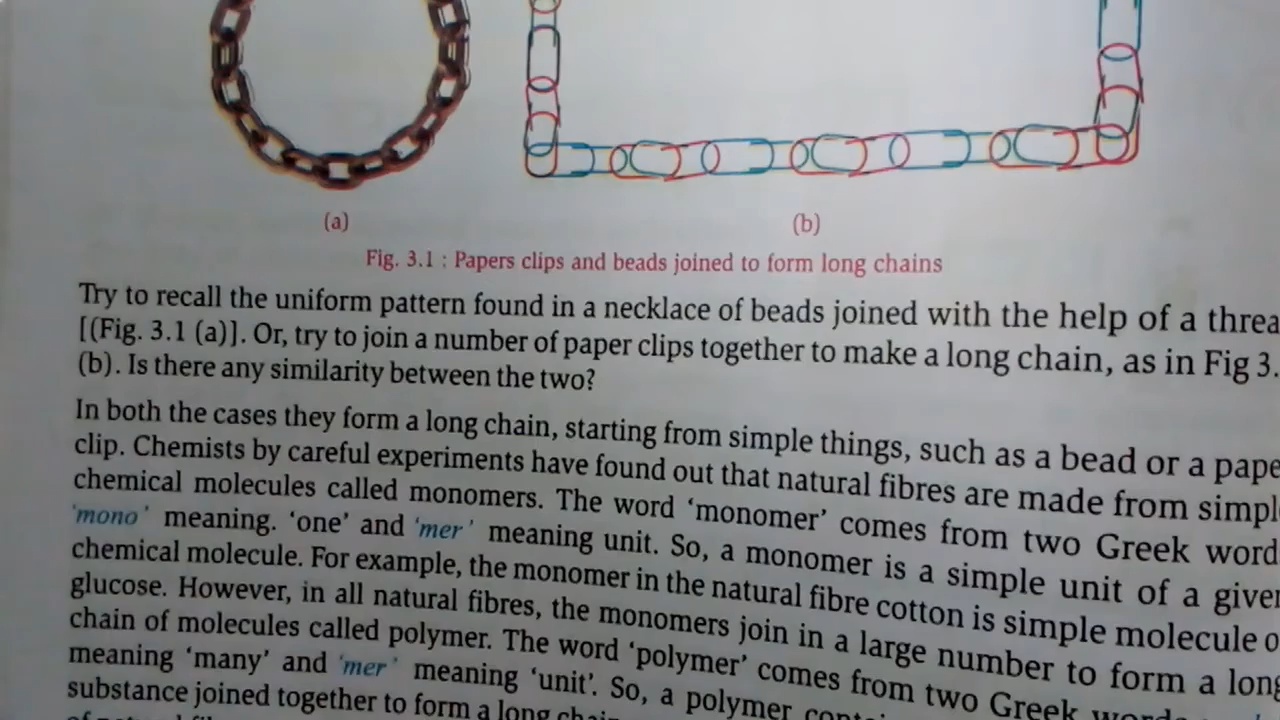 (a)
(b)
Fig. 3.1 : Papers clips and beads joined to form long chains
Try to recall the uniform pattern found in a necklace of beads joined with the help of a threa
[(Fig. 3.1 (a)]. Or, try to join a number of paper clips together to make a long chain, as in Fig 3.
(b). Is there any similarity between the two?
In both the cases they form a long chain, starting from simple things, such as a bead or a pape
clip. Chemists by careful experiments have found out that natural fibres are made from simpl
chemical molecules called monomers. The word ‘monomer’ comes from two Greek word
‘mono’ meaning. ‘one’ and ‘mer’ meaning unit. So, a monomer is a simple unit of a given
chemical molecule. For example, the monomer in the natural fibre cotton is simple molecule o
glucose. However, in all natural fibres, the monomers join in a large number to form a long
chain of molecules called polymer. The word ‘polymer’ comes from two Greek words
meaning ‘many’ and ‘mer’ meaning ‘unit’. So, a polymer
substance joined together to form a long chain